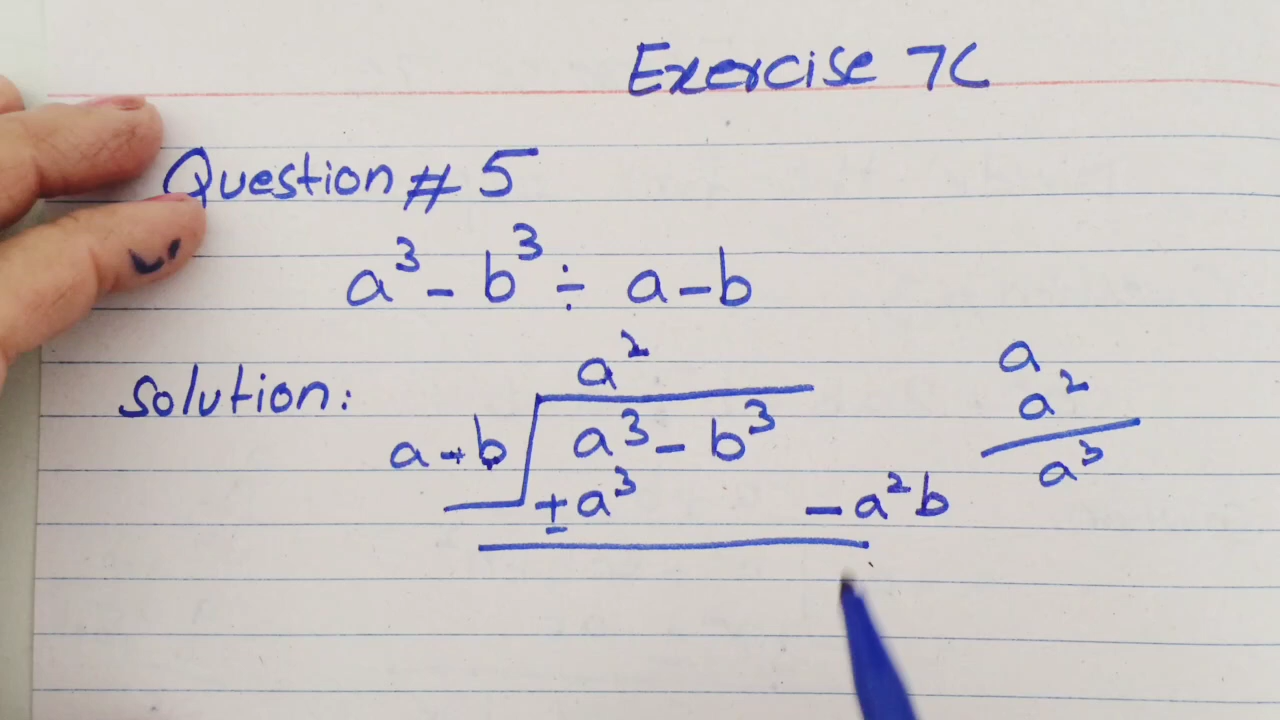 Exercise 7C
Question # 5
a³ - b³ ÷ a - b
Solution:
a²
a - b √ a³ - b³
± a³ - a²b
a
a²
a³